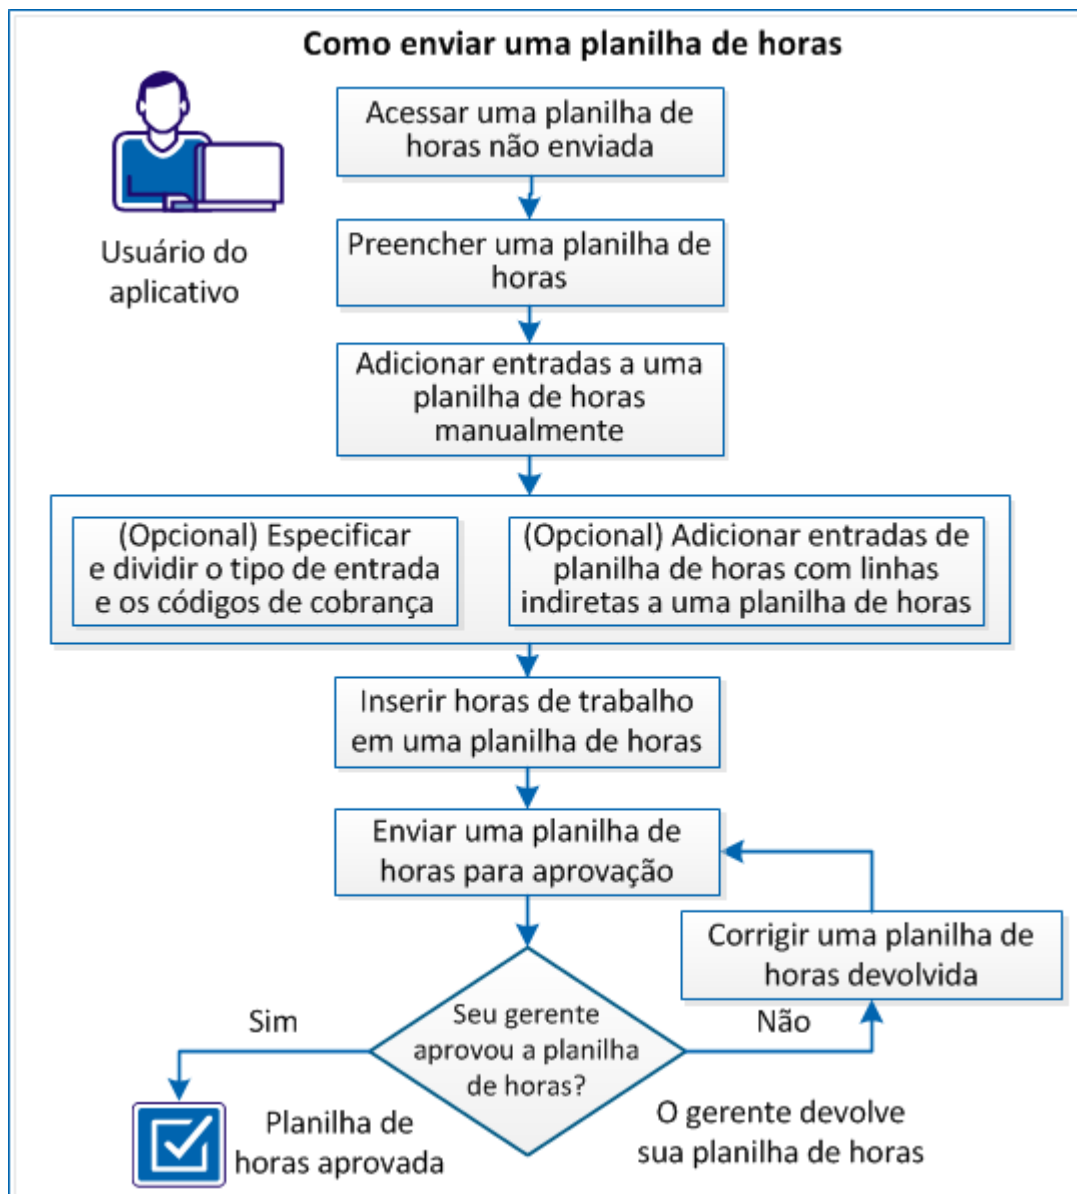 Como enviar uma planilha de horas
Usuário do
aplicativo
Acessar uma planilha de
horas não enviada
Preencher uma planilha de
horas
Adicionar entradas a uma
planilha de horas
manualmente
(Opcional) Especificar
e dividir o tipo de entrada
e os códigos de cobrança
(Opcional) Adicionar entradas de
planilha de horas com linhas
indiretas a uma planilha de horas
Inserir horas de trabalho
em uma planilha de horas
Enviar uma planilha de
horas para aprovação
Corrigir uma planilha de
horas devolvida
Sim
Seu gerente
aprovou a planilha
de horas?
Não
Planilha de
horas aprovada
O gerente devolve
sua planilha de horas